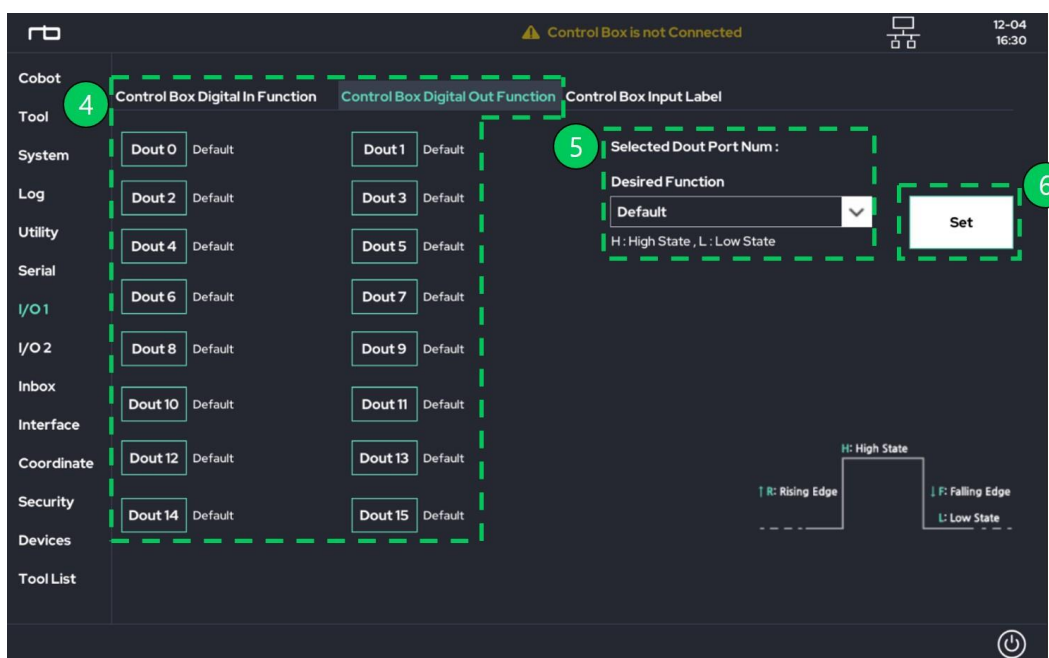 rb
Control Box is not Connected
12-04
16:30
Cobot
Tool
System
Log
Utility
Serial
I/O 1
I/O 2
Inbox
Interface
Coordinate
Security
Devices
Tool List
4
Control Box Digital In Function Control Box Digital Out Function Control Box Input Label
Dout 0 Default Dout 1 Default
Dout 2 Default Dout 3 Default
Dout 4 Default Dout 5 Default
Dout 6 Default Dout 7 Default
Dout 8 Default Dout 9 Default
Dout 10 Default Dout 11 Default
Dout 12 Default Dout 13 Default
Dout 14 Default Dout 15 Default
5
Selected Dout Port Num :
Desired Function
Default
H : High State , L : Low State
6
Set
H: High State
↑ R: Rising Edge
↓ F: Falling Edge
L: Low State